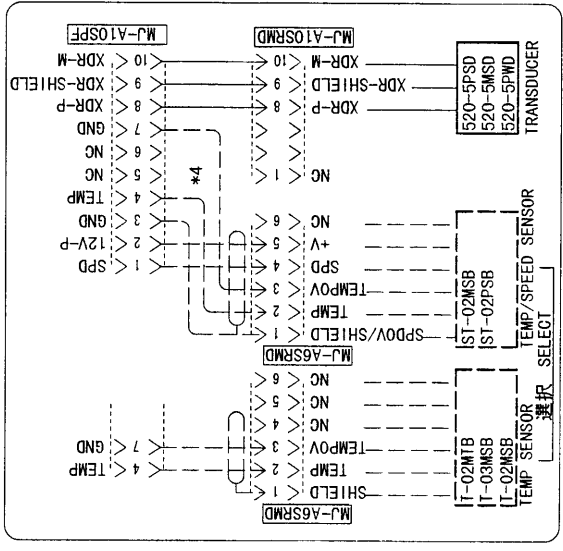 MJ-A10SPF
XDR-M 10
XDR-SHIELD 9
XDR-P 8
GND 7
NC 6
NC 5
TEMP 4
GND 3
12V-P 2
SPD 1
*4
GND 7
TEMP 4
MJ-A10SRMD
10 XDR-M
9 XDR-SHIELD
8 XDR-P
1 NC
6 NC
5 +V
4 SPD
3 TEMP0V
2 TEMP
1 SPD0V/SHIELD
MJ-A6SRMD
6 NC
5 NC
4 NC
3 TEMP0V
2 TEMP
1 SHIELD
MJ-A6SRMD
520-5PSD
520-5MSD
520-5PWD
TRANSDUCER
ST-02MSB
ST-02PSB
TEMP/SPEED SENSOR
選択 SELECT
T-02MTB
T-03MSB
T-02MSB
TEMP SENSOR